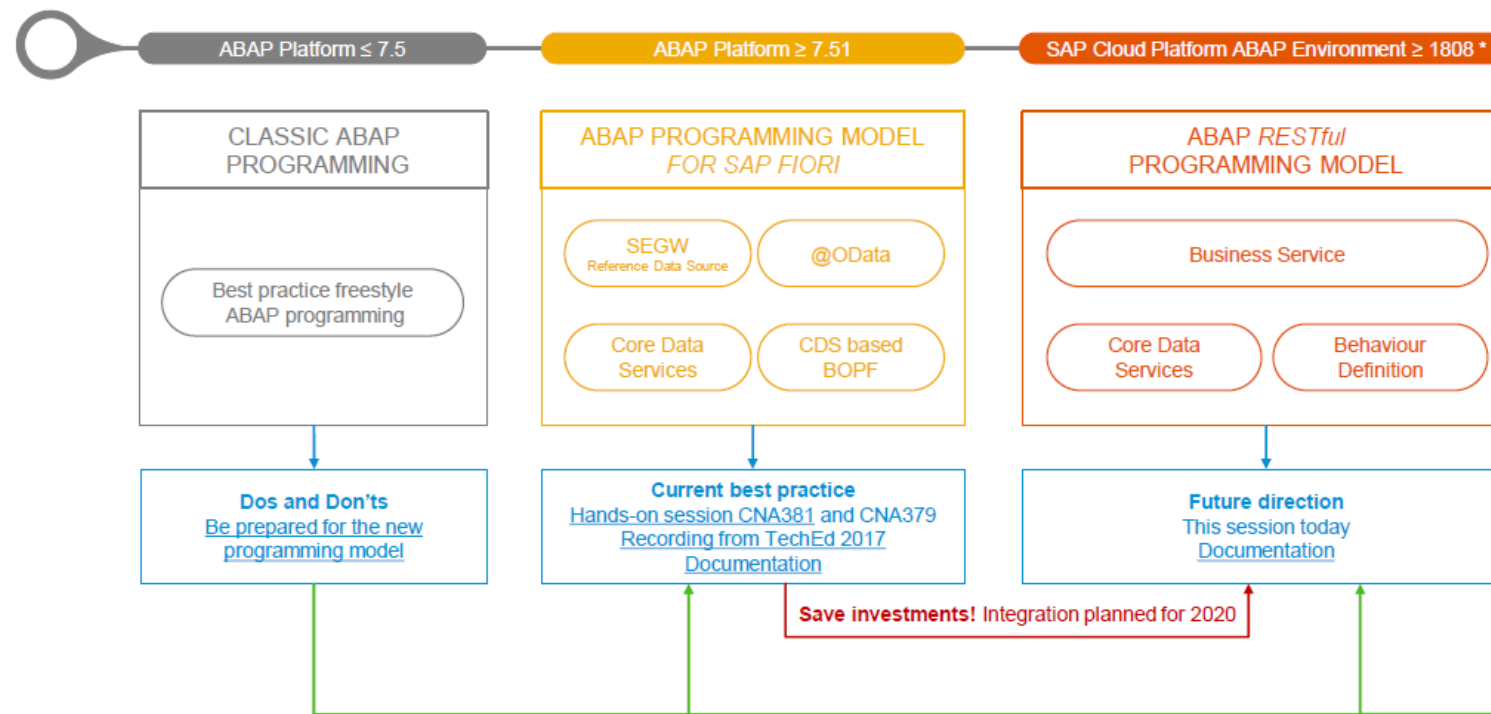 ABAP Platform ≤ 7.5
ABAP Platform ≥ 7.51
SAP Cloud Platform ABAP Environment ≥ 1808 *
CLASSIC ABAP
PROGRAMMING
Best practice freestyle
ABAP programming
Dos and Don'ts
Be prepared for the new
programming model
ABAP PROGRAMMING MODEL
FOR SAP FIORI
SEGW
Reference Data Source
@OData
Core Data
Services
CDS based
BOPF
Current best practice
Hands-on session CNA381 and CNA379
Recording from TechEd 2017
Documentation
ABAP RESTful
PROGRAMMING MODEL
Business Service
Core Data
Services
Behaviour
Definition
Future direction
This session today
Documentation
Save investments! Integration planned for 2020